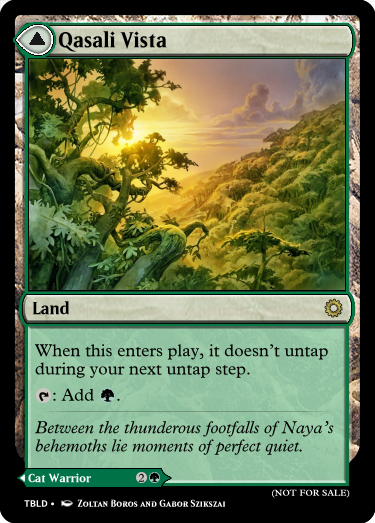 Qasali Vista
Land
When this enters play, it doesn't untap
during your next untap step.
: Add .
Between the thunderous footfalls of Naya's
behemoths lie moments of perfect quiet.
Cat Warrior 2
(NOT FOR SALE)
TBLD • Zoltan Boros and Gabor Szikszai